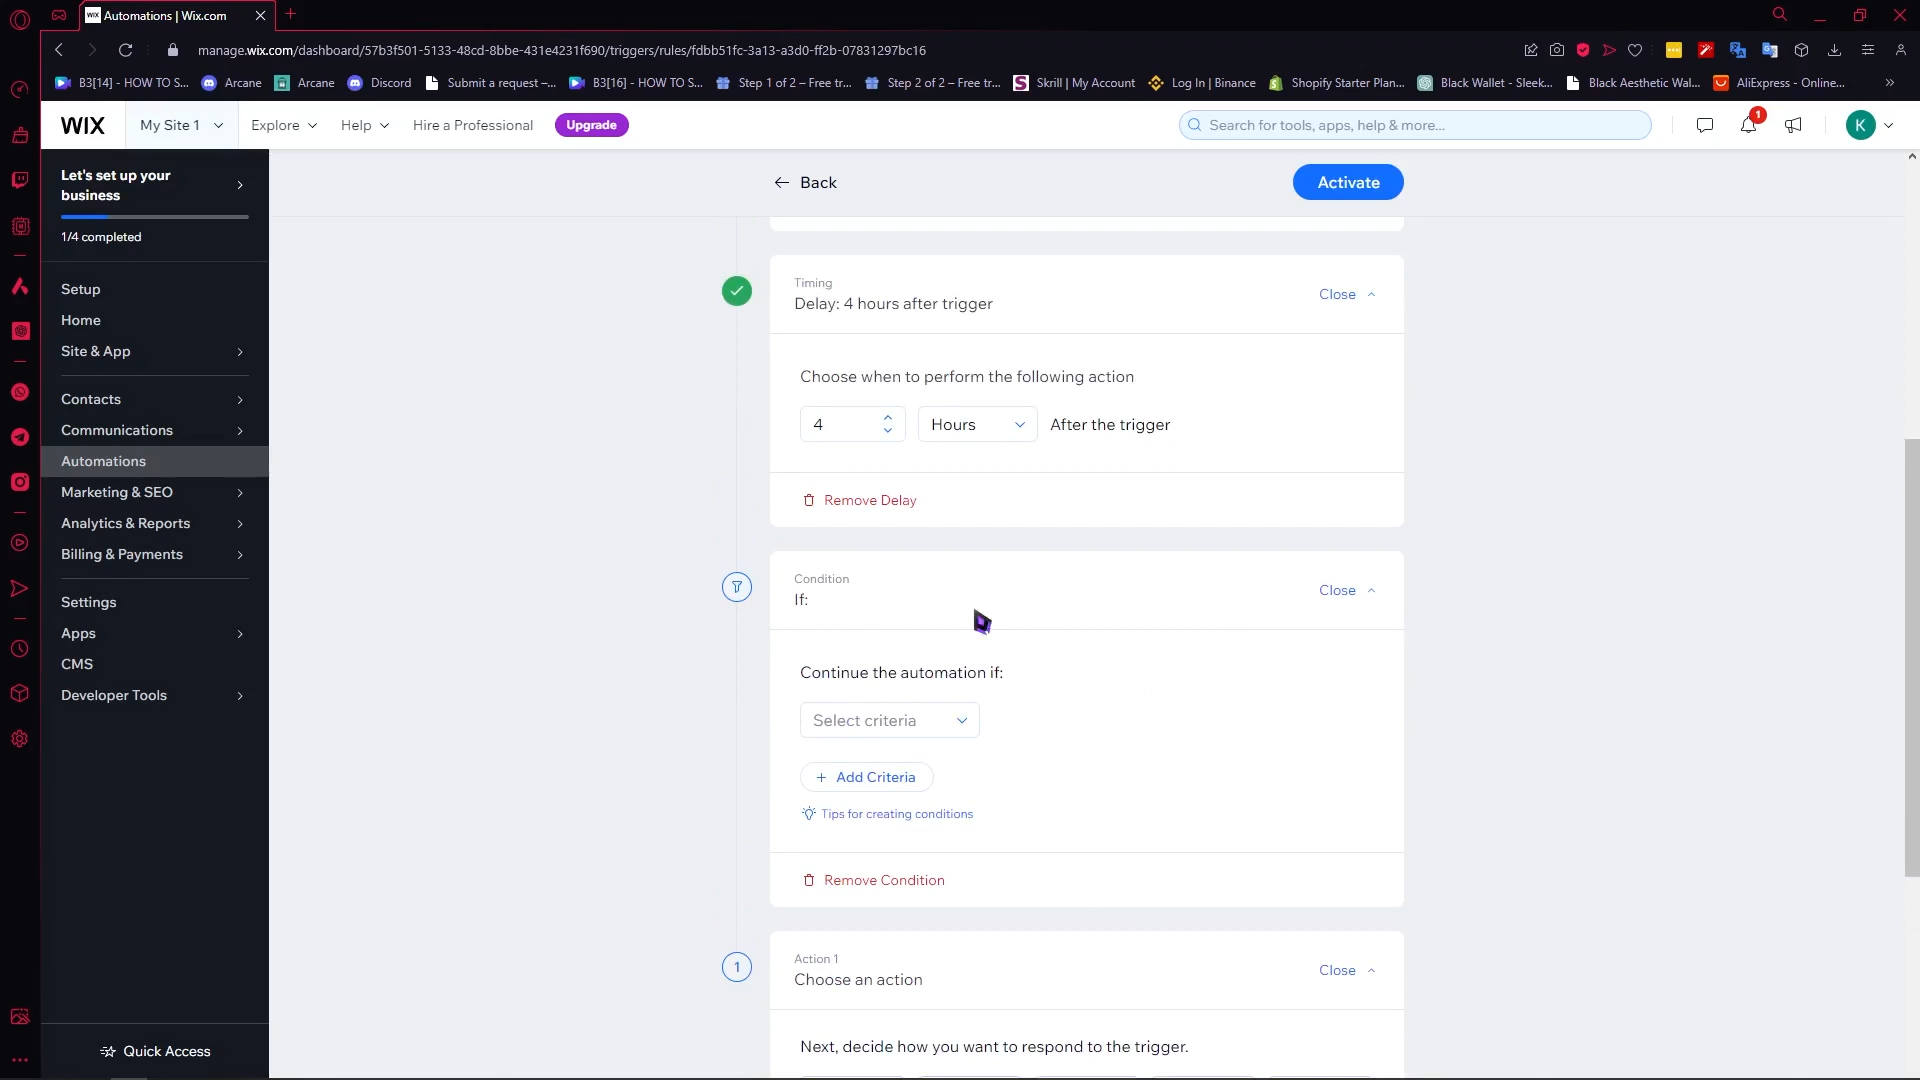 WIX Automations | Wix.com
manage.wix.com/dashboard/57b3f501-5133-48cd-8bbe-431e4231f690/triggers/rules/fdbb51fc-3a13-a3d0-ff2b-07831297bc16
B3[14] - HOW TO S... Arcane Arcane Discord Submit a request –... B3[16] - HOW TO S... Step 1 of 2 – Free tr... Step 2 of 2 – Free tr... Skrill | My Account Log In | Binance Shopify Starter Plan... Black Wallet - Sleek... Black Aesthetic Wal... AliExpress - Online...
WIX My Site 1 Explore Help Hire a Professional Upgrade Search for tools, apps, help & more... 1 K
Let's set up your
business
1/4 completed
Setup
Home
Site & App
Contacts
Communications
Automations
Marketing & SEO
Analytics & Reports
Billing & Payments
Settings
Apps
CMS
Developer Tools
Quick Access
Back Activate
Timing
Delay: 4 hours after trigger
Close
Choose when to perform the following action
4 Hours After the trigger
Remove Delay
Condition
If:
Close
Continue the automation if:
Select criteria
+ Add Criteria
Tips for creating conditions
Remove Condition
1
Action 1
Choose an action
Close
Next, decide how you want to respond to the trigger.